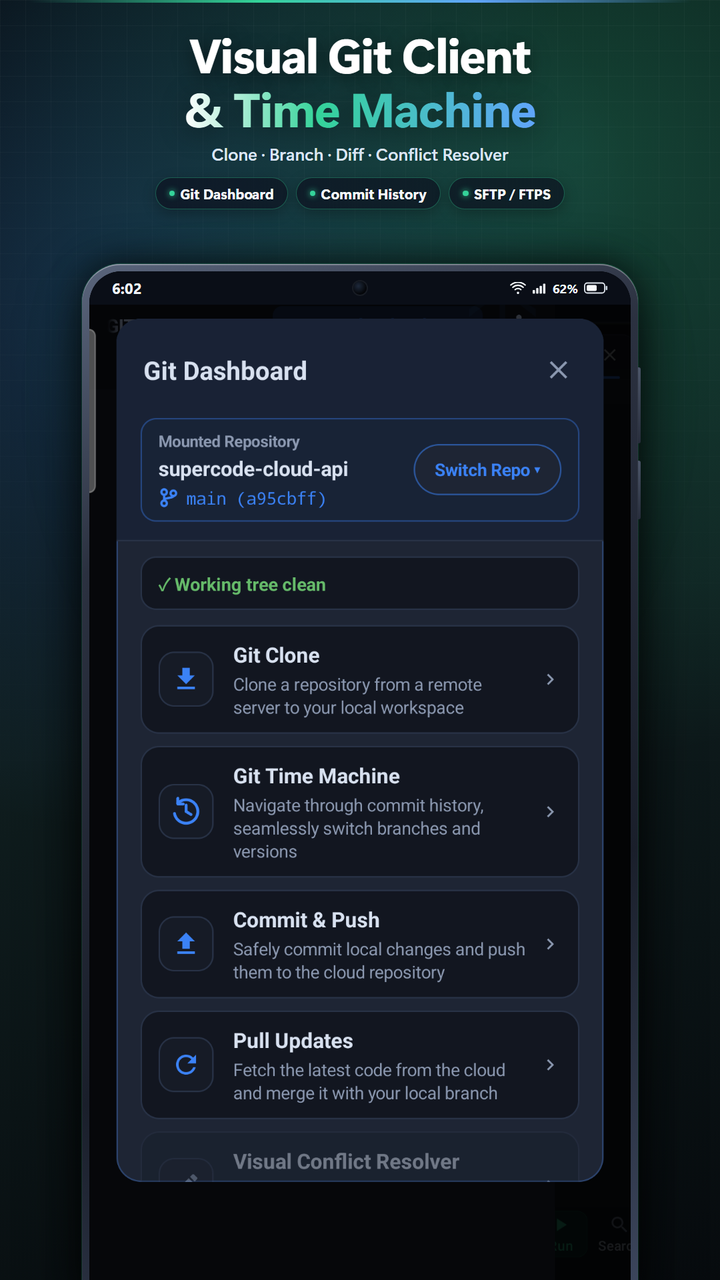 Visual Git Client
& Time Machine
Clone · Branch · Diff · Conflict Resolver
Git Dashboard
Commit History
SFTP / FTPS
6:02
62%
Git Dashboard
Mounted Repository
supercode-cloud-api
main (a95cbff)
Switch Repo ▾
✓ Working tree clean
Git Clone
Clone a repository from a remote
server to your local workspace
Git Time Machine
Navigate through commit history,
seamlessly switch branches and
versions
Commit & Push
Safely commit local changes and push
them to the cloud repository
Pull Updates
Fetch the latest code from the cloud
and merge it with your local branch
Visual Conflict Resolver